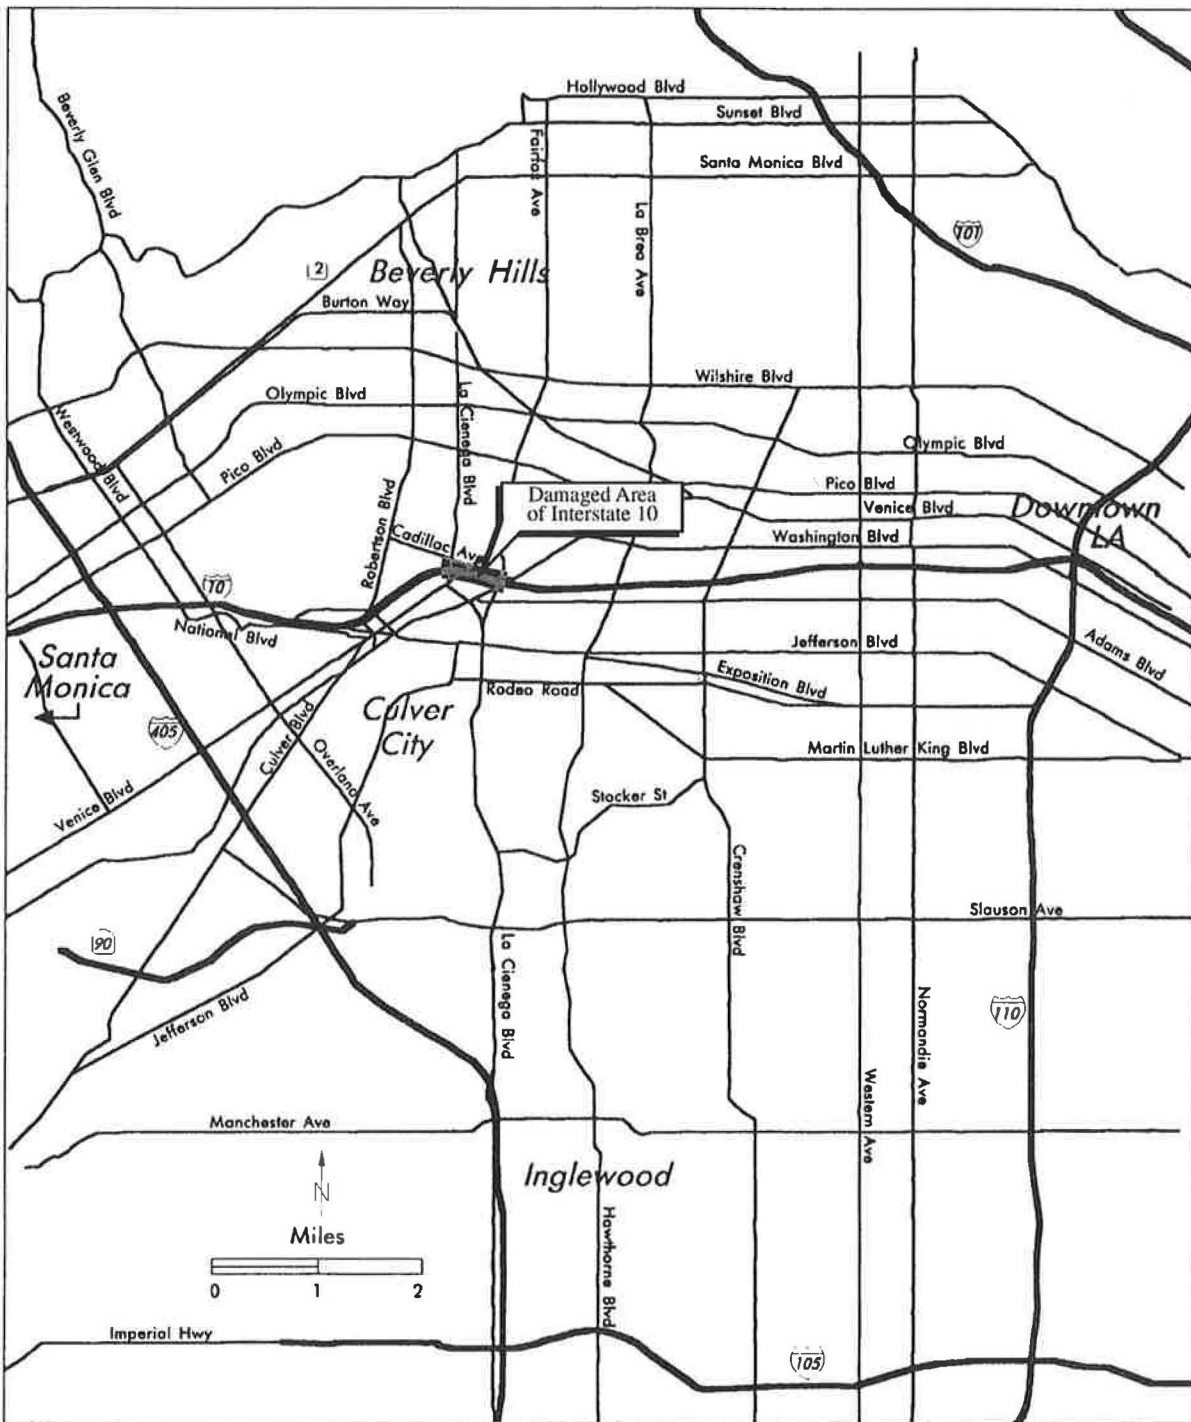 Hollywood Blvd
Sunset Blvd
Santa Monica Blvd
Beverly Glen Blvd
Fairfax Ave
La Brea Ave
101
2
Beverly Hills
Burton Way
Wilshire Blvd
Olympic Blvd
La Cienega Blvd
Westwood Blvd
Pico Blvd
Olympic Blvd
Pico Blvd
Venice Blvd
Damaged Area
of Interstate 10
Downtown
LA
Robertson Blvd
Cadillac Ave
Washington Blvd
10
National Blvd
Jefferson Blvd
Adams Blvd
Santa
Monica
Exposition Blvd
Rodeo Road
Culver
City
405
Culver Blvd
Overland Ave
Martin Luther King Blvd
Venice Blvd
Stocker St
Crenshaw Blvd
Slauson Ave
90
La Cienega Blvd
Jefferson Blvd
Normandie Ave
110
Western Ave
Manchester Ave
Inglewood
N
Miles
0 1 2
Hawthorne Blvd
Imperial Hwy
105